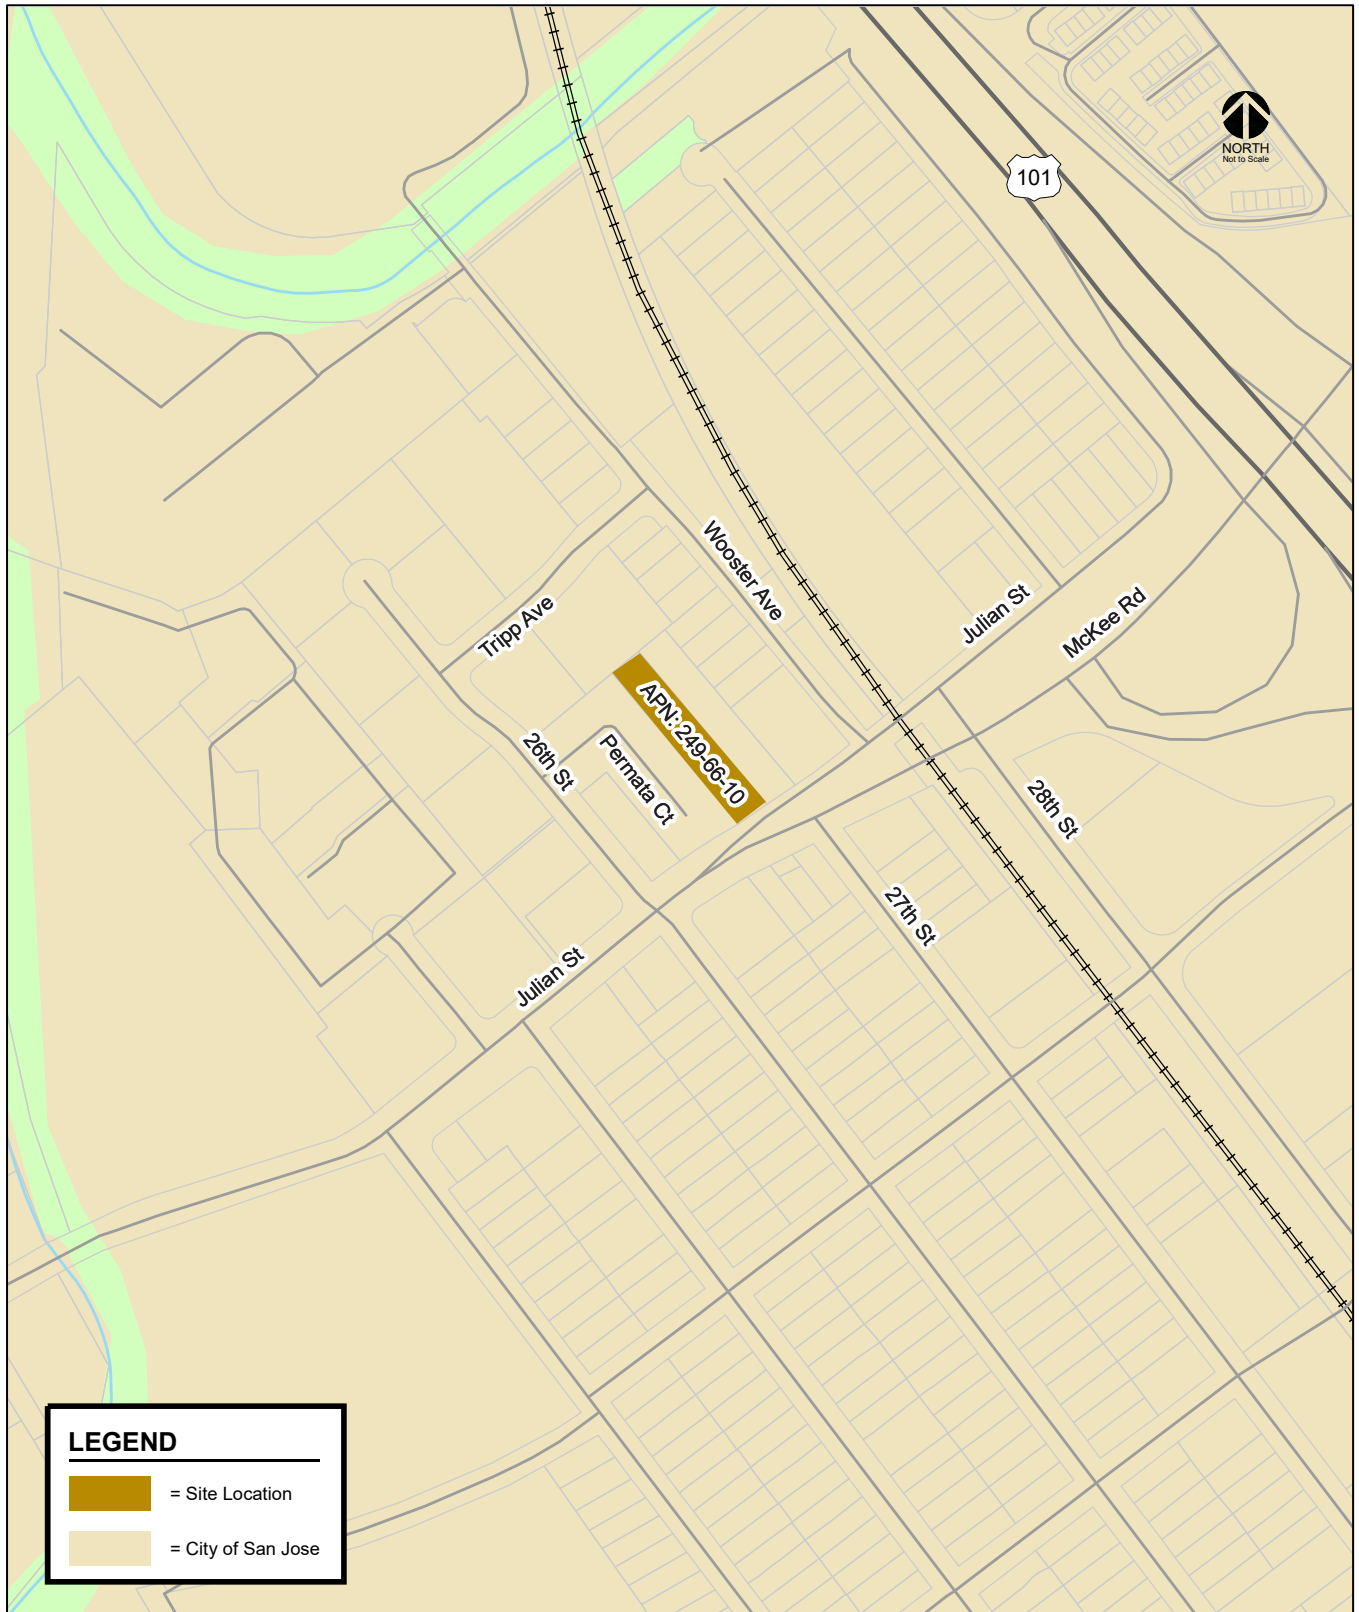 NORTH
Not to Scale
101
Wooster Ave
Julian St
McKee Rd
Tripp Ave
APN: 249-66-10
26th St
Permata Ct
28th St
27th St
Julian St
LEGEND
= Site Location
= City of San Jose